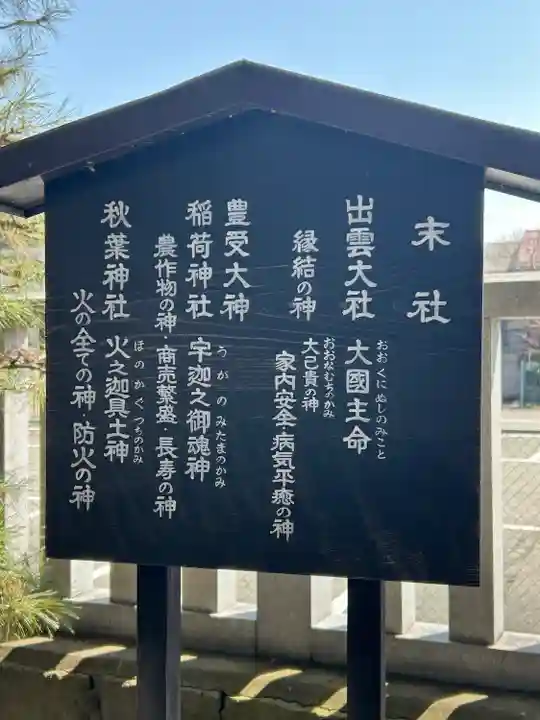 末社
出雲大社 大國主命
おおくにぬしのみこと
大己貴の神
おおなむちのかみ
縁結の神 家内安全・病気平癒の神
豊受大神
稲荷神社 宇迦之御魂神
うがのみたまのかみ
農作物の神・商売繁盛・長寿の神
秋葉神社 火之迦具土神
ほのかぐつちのかみ
火の全ての神 防火の神